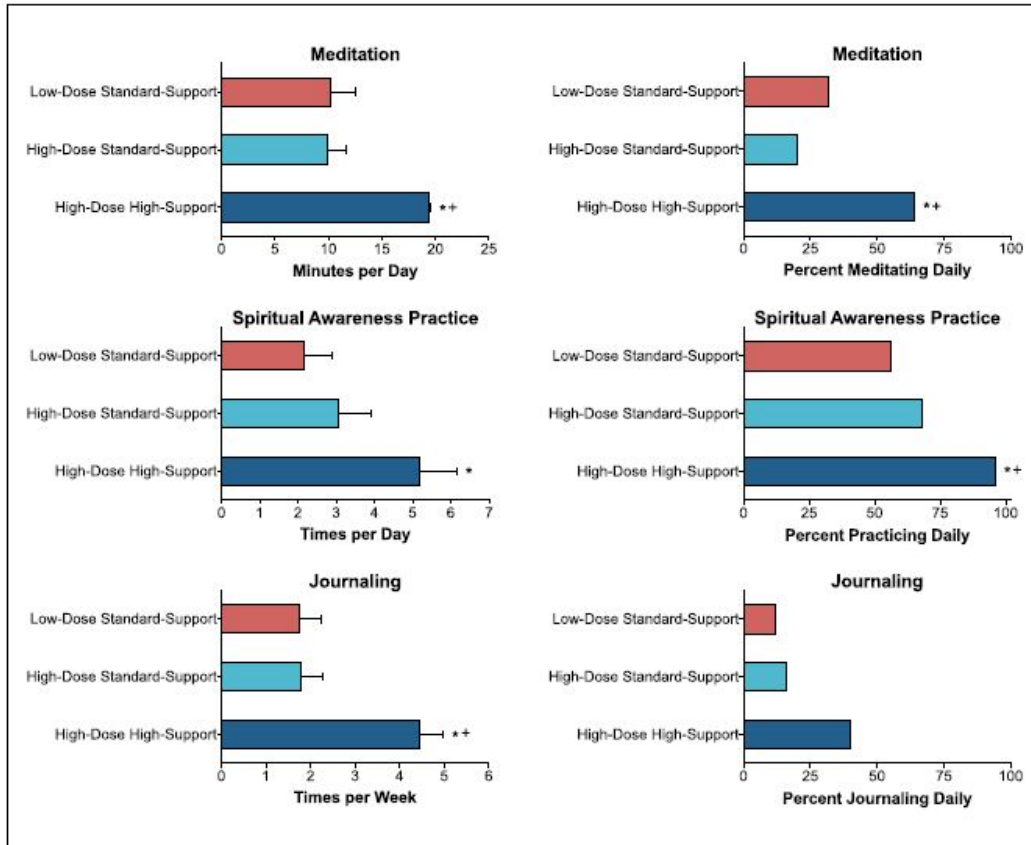 Meditation
Low-Dose Standard-Support
High-Dose Standard-Support
High-Dose High-Support
*+
0 5 10 15 20 25
Minutes per Day
Meditation
Low-Dose Standard-Support
High-Dose Standard-Support
High-Dose High-Support
*+
0 25 50 75 100
Percent Meditating Daily
Spiritual Awareness Practice
Low-Dose Standard-Support
High-Dose Standard-Support
High-Dose High-Support
*
0 1 2 3 4 5 6 7
Times per Day
Spiritual Awareness Practice
Low-Dose Standard-Support
High-Dose Standard-Support
High-Dose High-Support
*+
0 25 50 75 100
Percent Practicing Daily
Journaling
Low-Dose Standard-Support
High-Dose Standard-Support
High-Dose High-Support
*+
0 1 2 3 4 5 6
Times per Week
Journaling
Low-Dose Standard-Support
High-Dose Standard-Support
High-Dose High-Support
0 25 50 75 100
Percent Journaling Daily